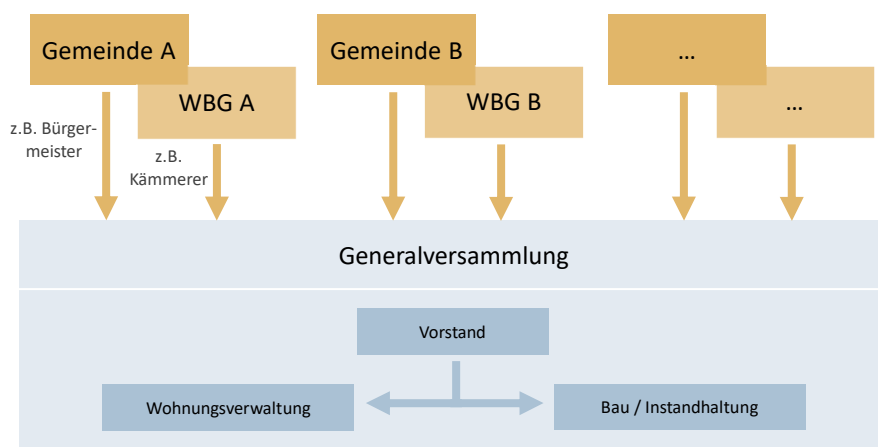 Gemeinde A
WBG A
Gemeinde B
WBG B
...
...
z.B. Bürger-
meister
z.B.
Kämmerer
Generalversammlung
Vorstand
Wohnungsverwaltung
Bau / Instandhaltung